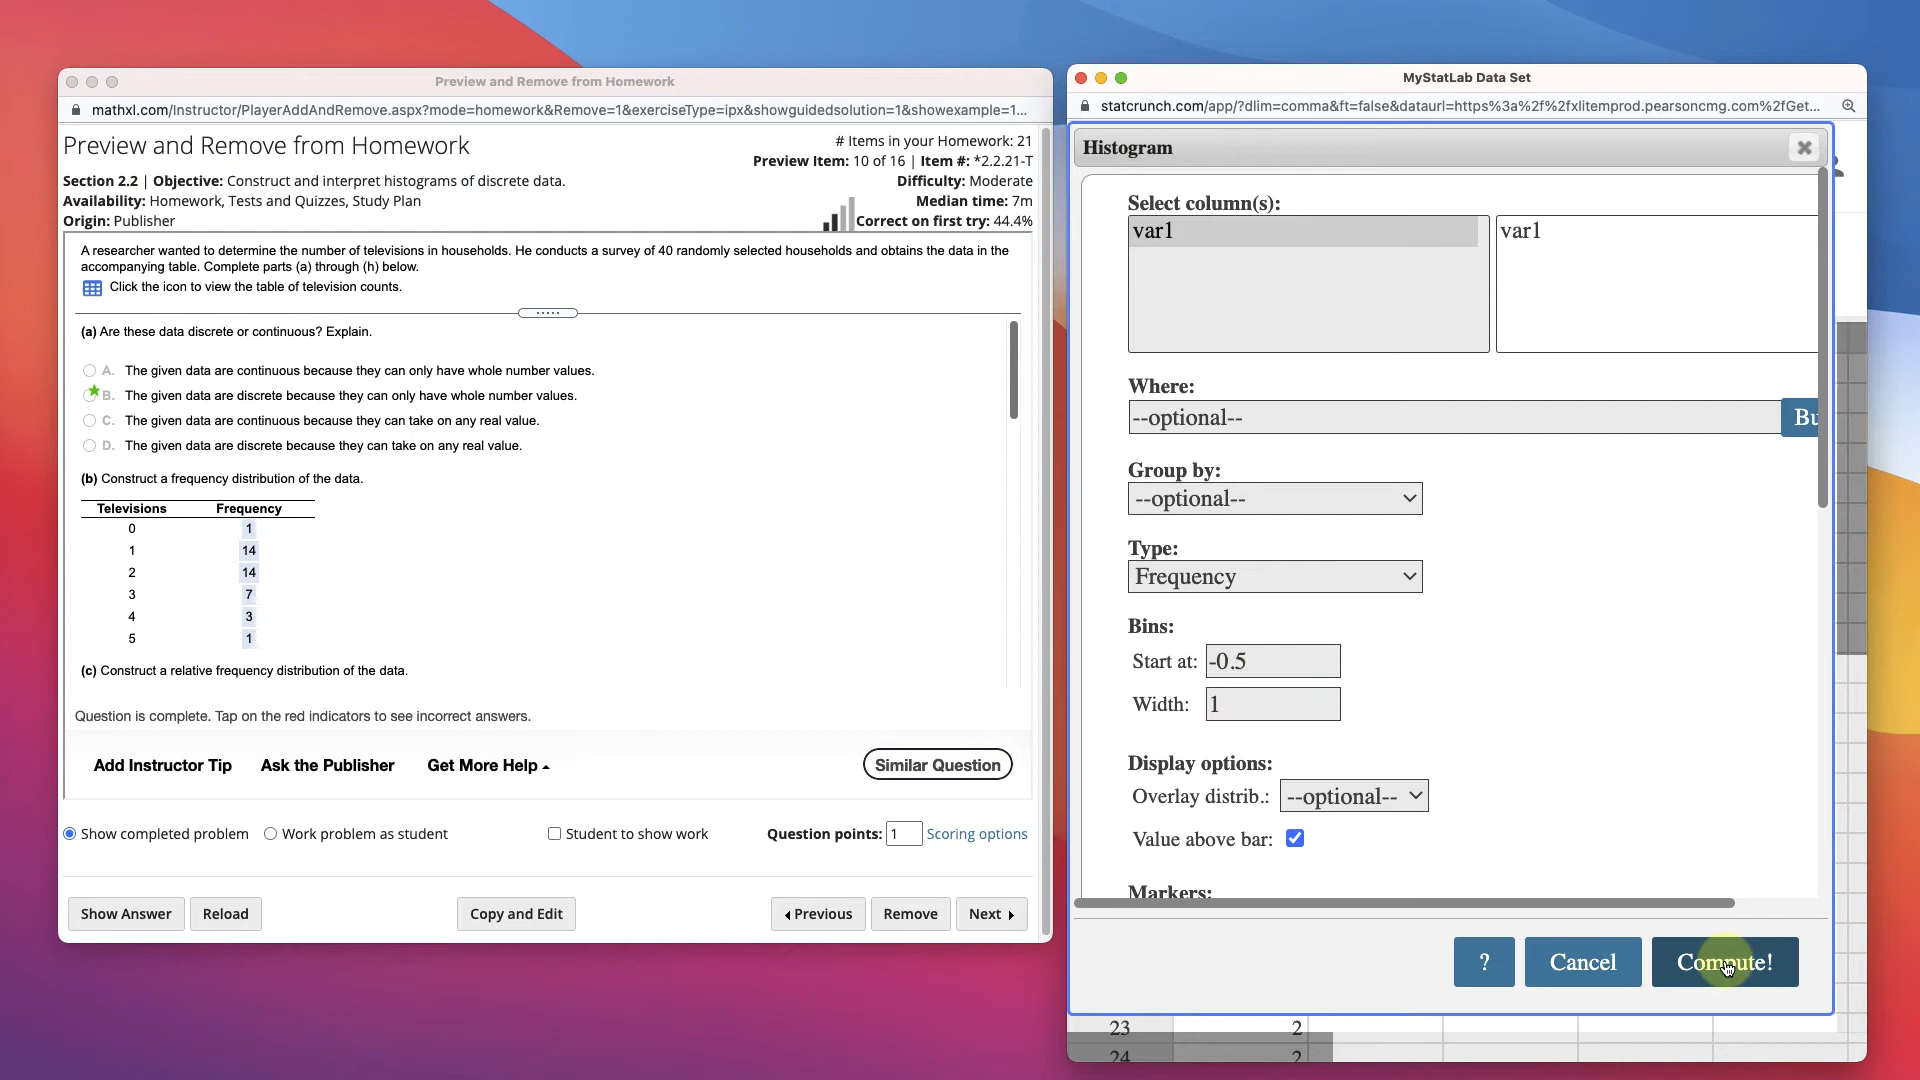 Preview and Remove from Homework
mathxl.com/Instructor/PlayerAddAndRemove.aspx?mode=homework&Remove=1&exerciseType=ipx&showguidedsolution=1&showexample=1...
Preview and Remove from Homework
# Items in your Homework: 21
Preview Item: 10 of 16 | Item #: *2.2.21-T
Section 2.2 | Objective: Construct and interpret histograms of discrete data.
Difficulty: Moderate
Availability: Homework, Tests and Quizzes, Study Plan
Median time: 7m
Origin: Publisher
Correct on first try: 44.4%
A researcher wanted to determine the number of televisions in households. He conducts a survey of 40 randomly selected households and obtains the data in the
accompanying table. Complete parts (a) through (h) below.
Click the icon to view the table of television counts.
(a) Are these data discrete or continuous? Explain.
A. The given data are continuous because they can only have whole number values.
B. The given data are discrete because they can only have whole number values.
C. The given data are continuous because they can take on any real value.
D. The given data are discrete because they can take on any real value.
(b) Construct a frequency distribution of the data.
Televisions Frequency
0 1
1 14
2 14
3 7
4 3
5 1
(c) Construct a relative frequency distribution of the data.
Question is complete. Tap on the red indicators to see incorrect answers.
Add Instructor Tip Ask the Publisher Get More Help Similar Question
Show completed problem Work problem as student Student to show work Question points: 1 Scoring options
Show Answer Reload Copy and Edit Previous Remove Next
MyStatLab Data Set
statcrunch.com/app/?dlim=comma&ft=false&dataurl=https%3a%2f%2fxlitemprod.pearsoncmg.com%2fGet...
Histogram
Select column(s):
var1 var1
Where:
--optional-- Bu
Group by:
--optional--
Type:
Frequency
Bins:
Start at: -0.5
Width: 1
Display options:
Overlay distrib.: --optional--
Value above bar:
Markers:
? Cancel Compute!
23 2
24 2